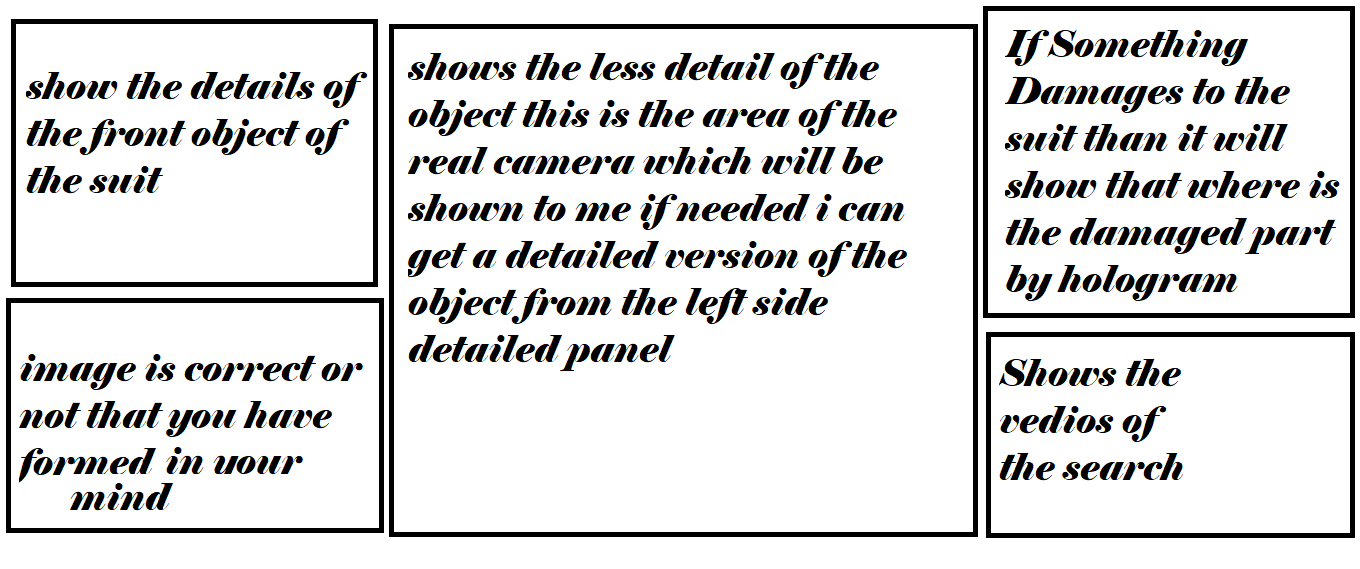 show the details of
the front object of
the suit
image is correct or
not that you have
formed in your
mind
shows the less detail of the
object this is the area of the
real camera which will be
shown to me if needed i can
get a detailed version of the
object from the left side
detailed panel
If Something
Damages to the
suit than it will
show that where is
the damaged part
by hologram
Shows the
vedios of
the search